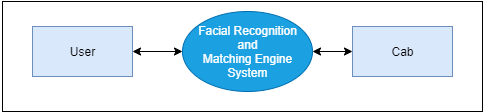 User
Facial Recognition
and
Matching Engine
System
Cab